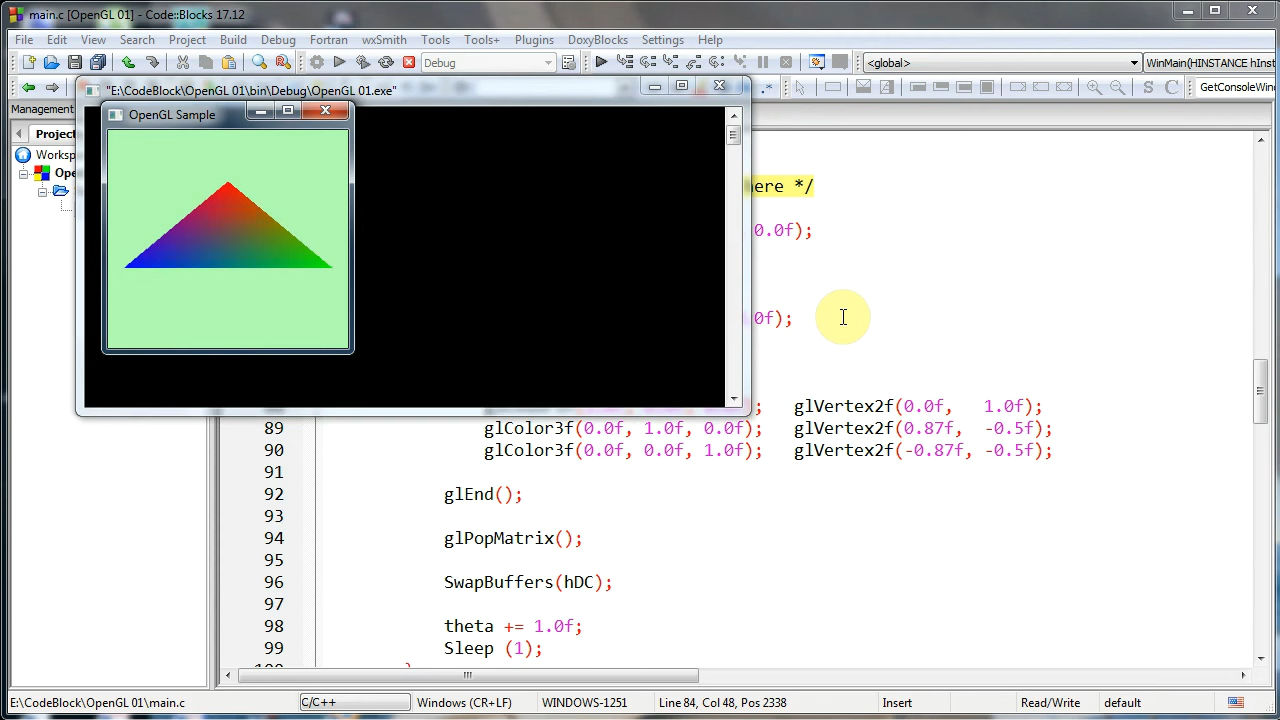 main.c [OpenGL 01] - Code::Blocks 17.12
File Edit View Search Project Build Debug Fortran wxSmith Tools Tools+ Plugins DoxyBlocks Settings Help
Debug
<global>
WinMain(HINSTANCE hInst
"E:\CodeBlock\OpenGL 01\bin\Debug\OpenGL 01.exe"
GetConsoleWind
Management
OpenGL Sample
Projec
Worksp
Ope
here */
0.0f);
0f);
glVertex2f(0.0f, 1.0f);
89 glColor3f(0.0f, 1.0f, 0.0f); glVertex2f(0.87f, -0.5f);
90 glColor3f(0.0f, 0.0f, 1.0f); glVertex2f(-0.87f, -0.5f);
91
92 glEnd();
93
94 glPopMatrix();
95
96 SwapBuffers(hDC);
97
98 theta += 1.0f;
99 Sleep (1);
E:\CodeBlock\OpenGL 01\main.c C/C++ Windows (CR+LF) WINDOWS-1251 Line 84, Col 48, Pos 2338 Insert Read/Write default